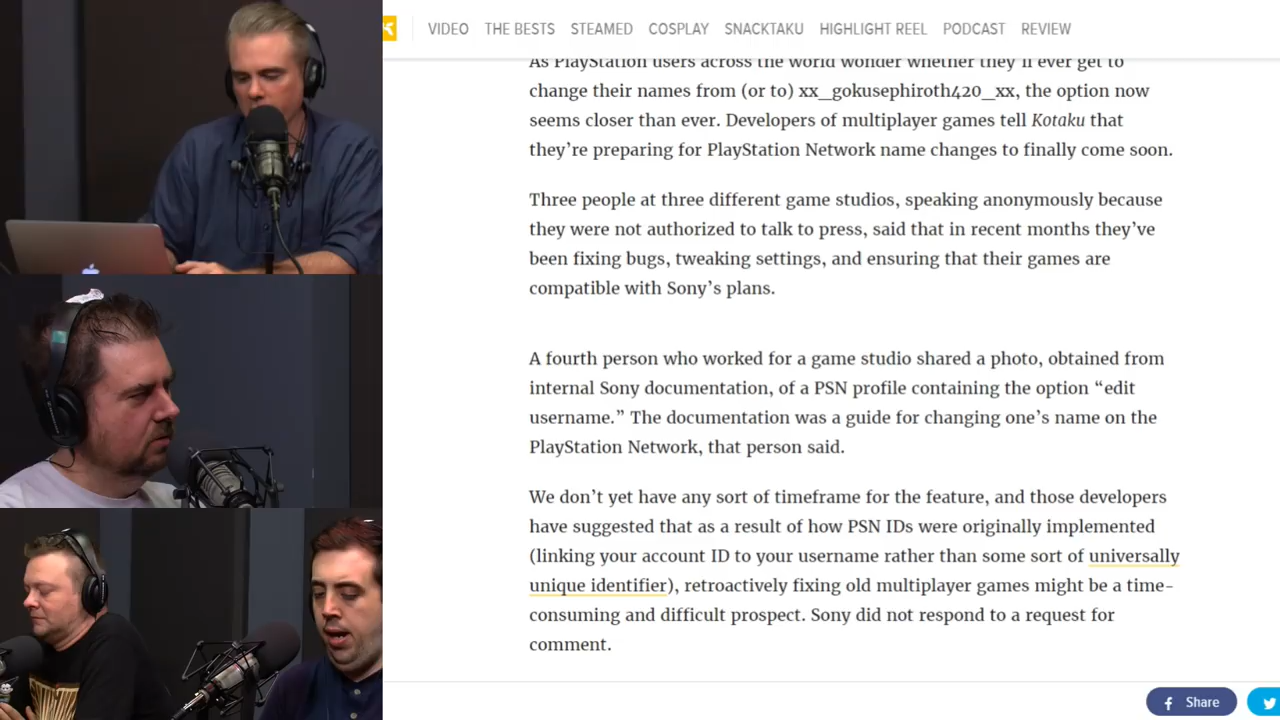 VIDEO THE BESTS STEAMED COSPLAY SNACKTAKU HIGHLIGHT REEL PODCAST REVIEW
As PlayStation users across the world wonder whether they'll ever get to
change their names from (or to) xx_gokusephiroth420_xx, the option now
seems closer than ever. Developers of multiplayer games tell Kotaku that
they're preparing for PlayStation Network name changes to finally come soon.
Three people at three different game studios, speaking anonymously because
they were not authorized to talk to press, said that in recent months they've
been fixing bugs, tweaking settings, and ensuring that their games are
compatible with Sony's plans.
A fourth person who worked for a game studio shared a photo, obtained from
internal Sony documentation, of a PSN profile containing the option “edit
username.” The documentation was a guide for changing one's name on the
PlayStation Network, that person said.
We don't yet have any sort of timeframe for the feature, and those developers
have suggested that as a result of how PSN IDs were originally implemented
(linking your account ID to your username rather than some sort of universally
unique identifier), retroactively fixing old multiplayer games might be a time-
consuming and difficult prospect. Sony did not respond to a request for
comment.
Share